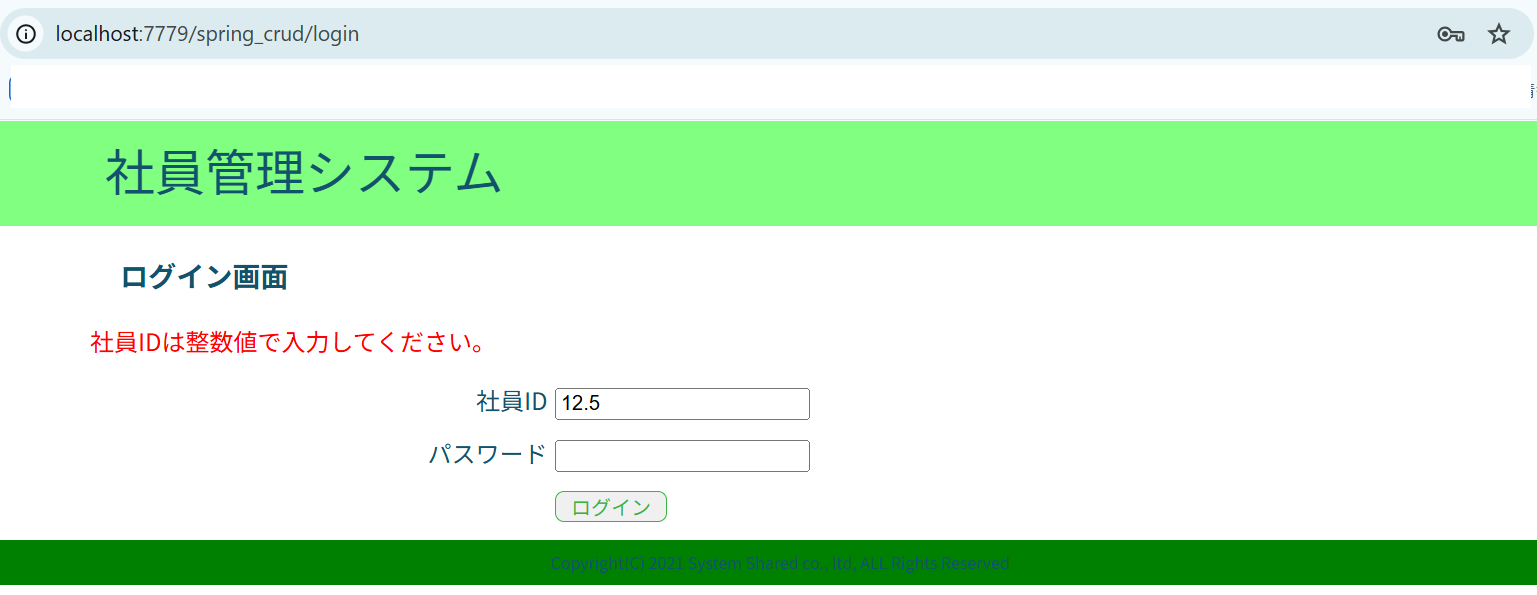 localhost:7779/spring_crud/login
社員管理システム
ログイン画面
社員IDは整数値で入力してください。
社員ID 12.5
パスワード
ログイン
Copyright(C) 2021 System Shared co., ltd, ALL Rights Reserved